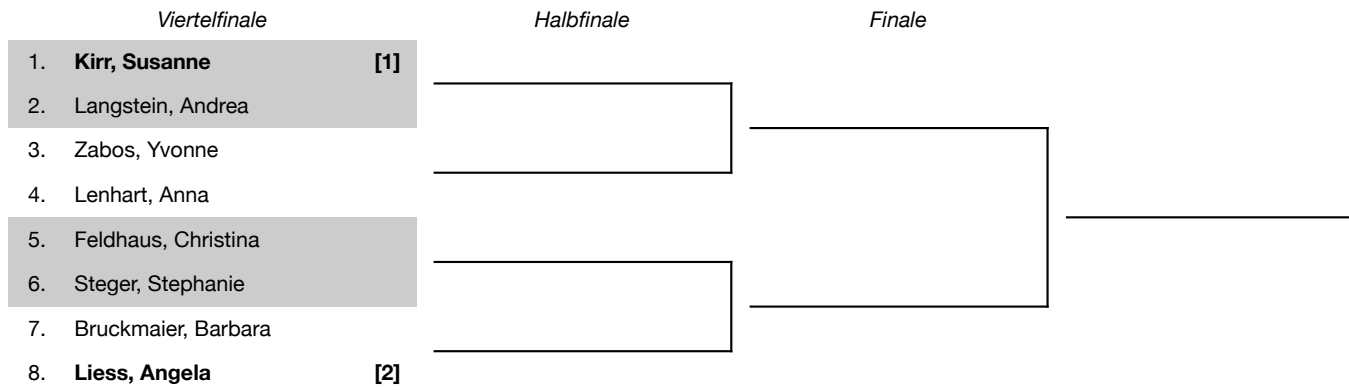 Viertelfinale Halbfinale Finale
1. Kirr, Susanne [1]
2. Langstein, Andrea
3. Zabos, Yvonne
4. Lenhart, Anna
5. Feldhaus, Christina
6. Steger, Stephanie
7. Bruckmaier, Barbara
8. Liess, Angela [2]